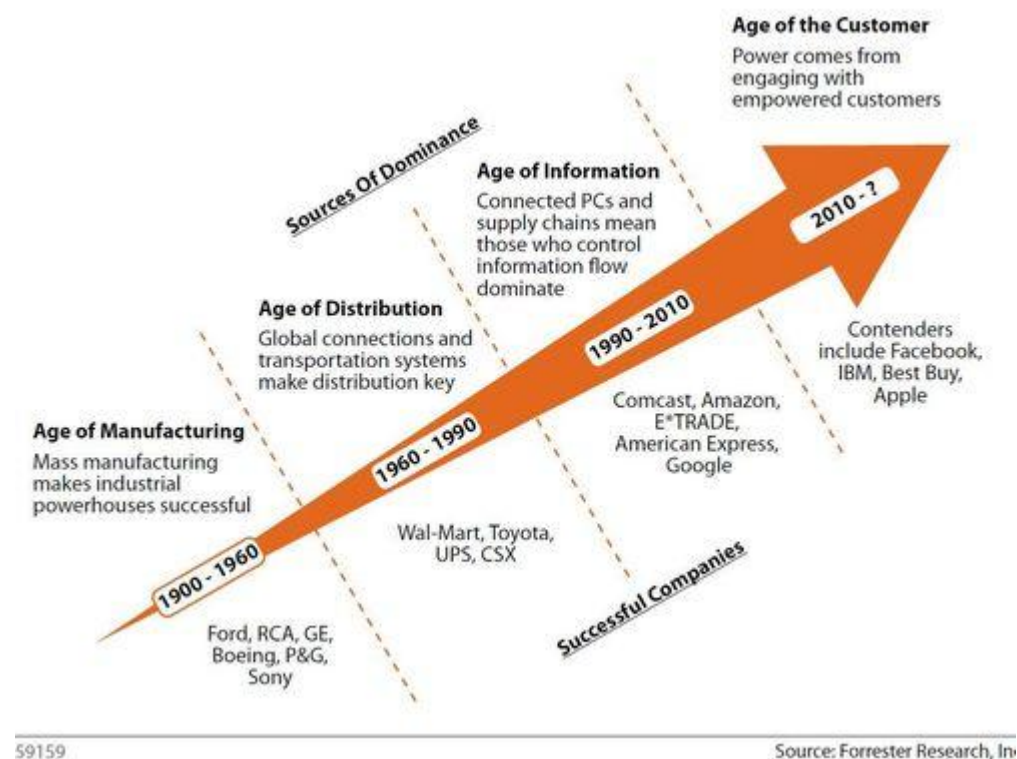 Age of the Customer
Power comes from
engaging with
empowered customers
Sources Of Dominance
Age of Information
Connected PCs and
supply chains mean
those who control
information flow
dominate
2010 - ?
Age of Distribution
Global connections and
transportation systems
make distribution key
1990 - 2010
Contenders
include Facebook,
IBM, Best Buy,
Apple
Age of Manufacturing
Mass manufacturing
makes industrial
powerhouses successful
1960 - 1990
Comcast, Amazon,
E*TRADE,
American Express,
Google
Wal-Mart, Toyota,
UPS, CSX
1900 - 1960
Successful Companies
Ford, RCA, GE,
Boeing, P&G,
Sony
59159
Source: Forrester Research, In